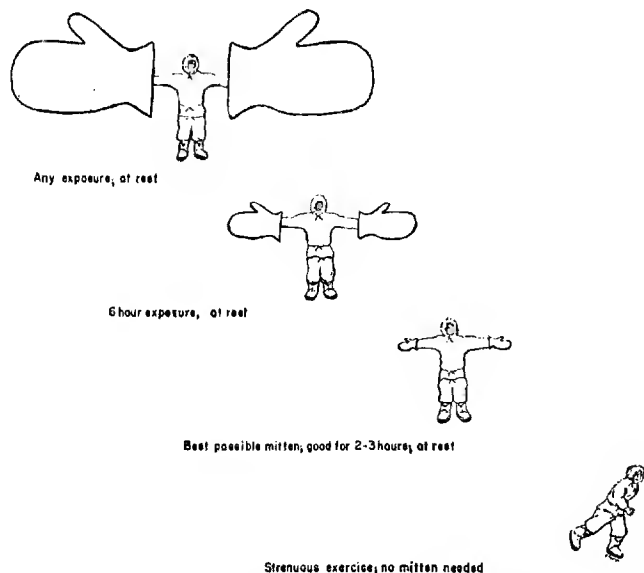 Any exposure, at rest
6 hour exposure, at rest
Best possible mitten; good for 2-3 hours; at rest
Strenuous exercise; no mitten needed